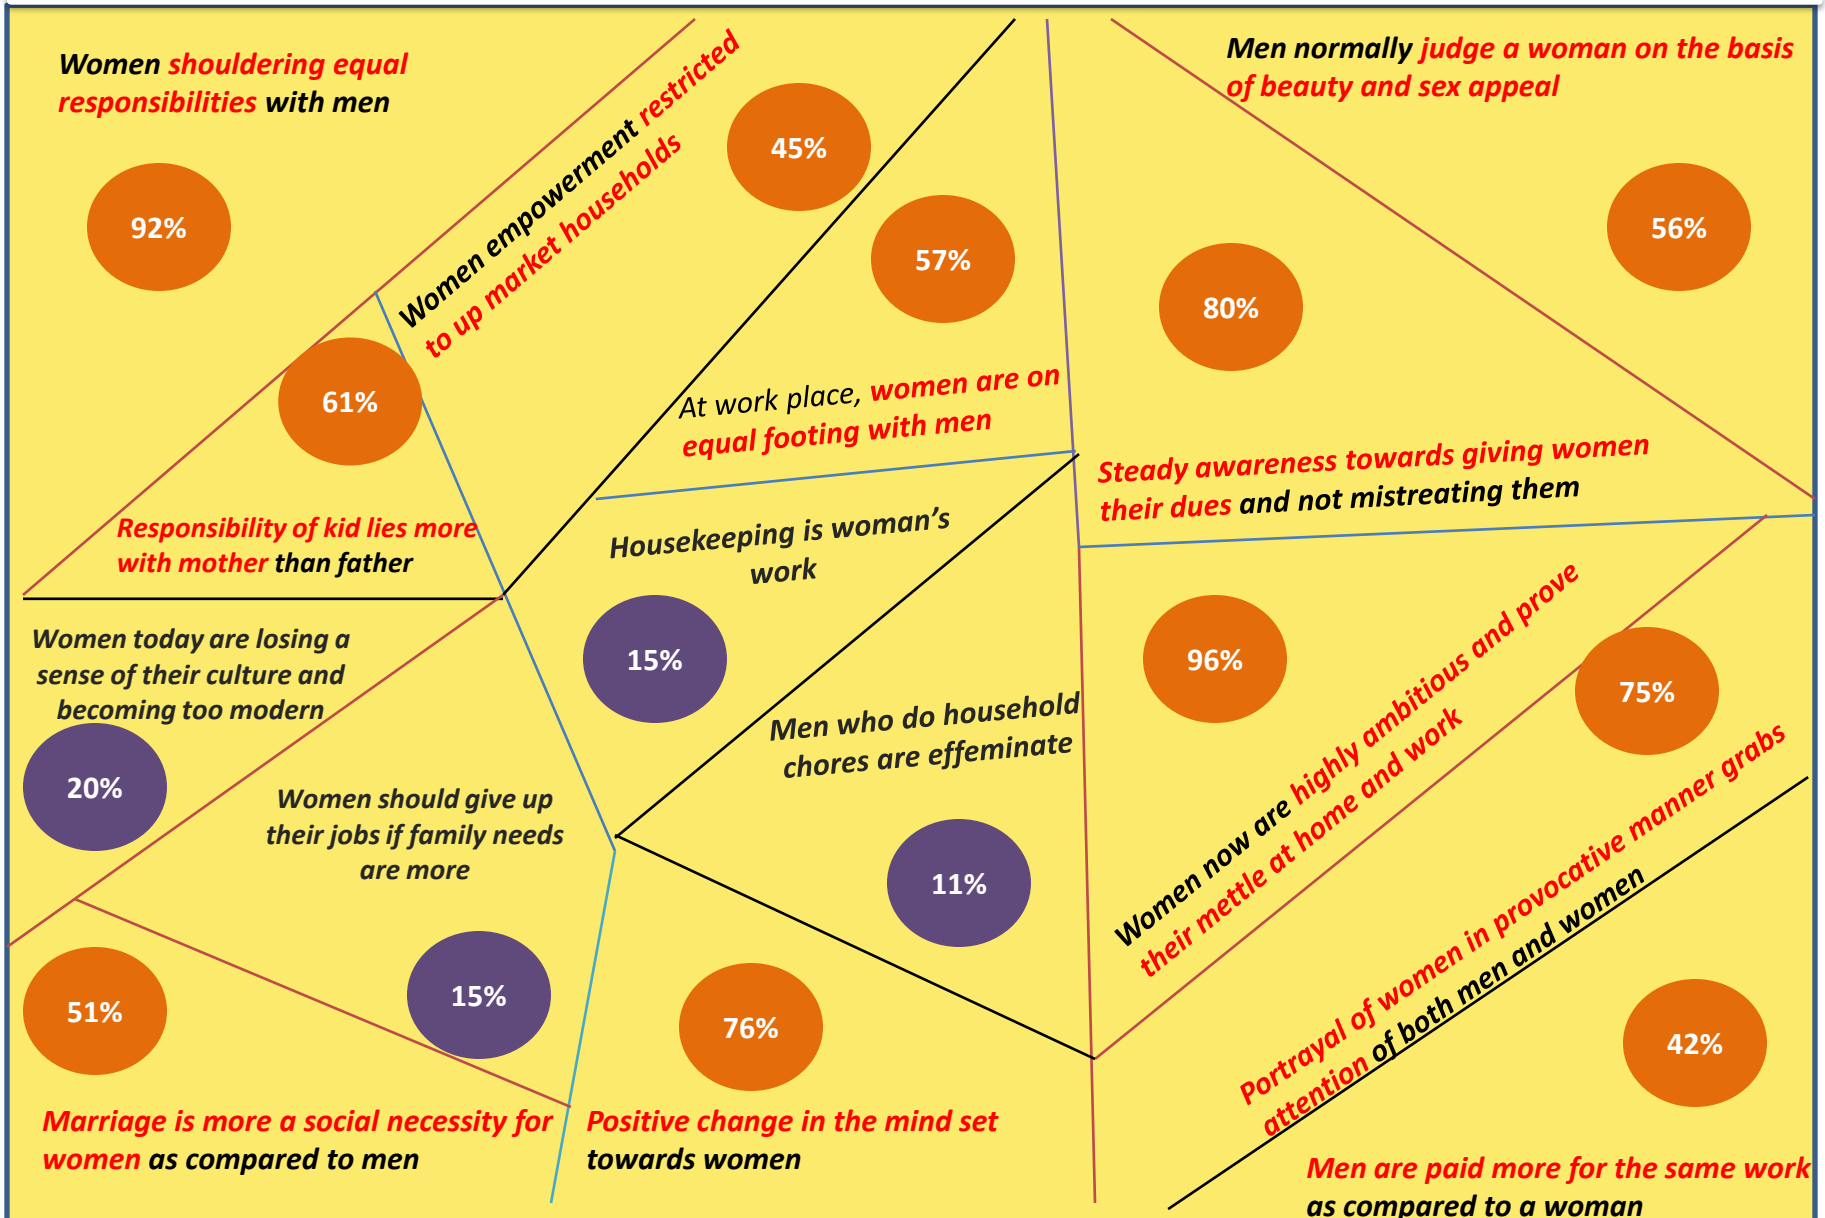 Women shouldering equal
responsibilities with men
92%
Women empowerment restricted
to up market households
45%
57%
At work place, women are on
equal footing with men
Men normally judge a woman on the basis
of beauty and sex appeal
56%
80%
Steady awareness towards giving women
their dues and not mistreating them
61%
Responsibility of kid lies more
with mother than father
Housekeeping is woman's
work
15%
Women today are losing a
sense of their culture and
becoming too modern
20%
Women should give up
their jobs if family needs
are more
15%
Men who do household
chores are effeminate
11%
96%
Women now are highly ambitious and prove
their mettle at home and work
75%
Portrayal of women in provocative manner grabs
attention of both men and women
51%
Marriage is more a social necessity for
women as compared to men
76%
Positive change in the mind set
towards women
42%
Men are paid more for the same work
as compared to a woman